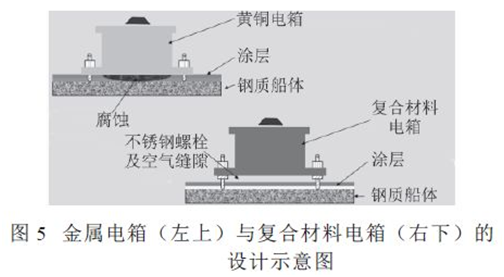 黄铜电箱
涂层
钢质船体
腐蚀
复合材料
电箱
不锈钢螺栓
及空气缝隙
涂层
钢质船体
图 5 金属电箱（左上）与复合材料电箱（右下）的
设计示意图